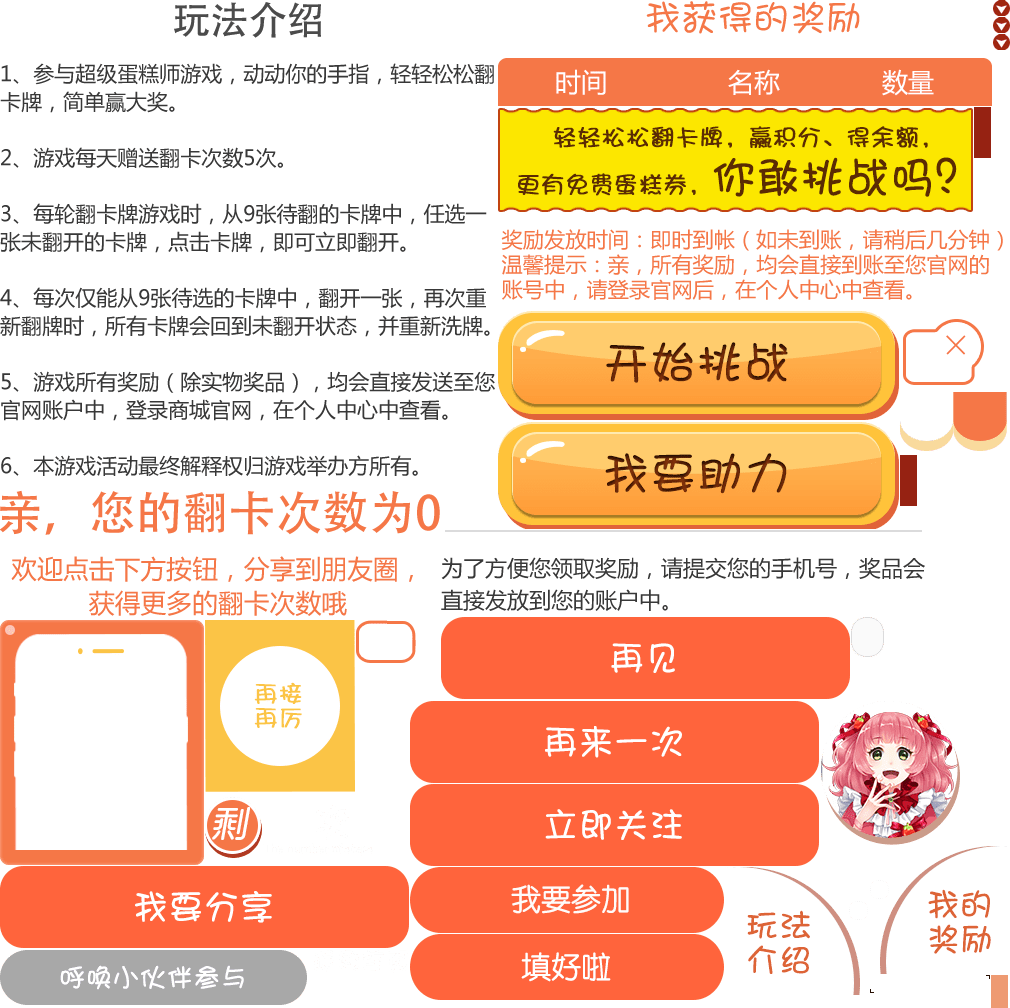 玩法介绍
1、参与超级蛋糕师游戏，动动你的手指，轻轻松松翻
卡牌，简单赢大奖。
2、游戏每天赠送翻卡次数5次。
3、每轮翻卡牌游戏时，从9张待翻的卡牌中，任选一
张未翻开的卡牌，点击卡牌，即可立即翻开。
4、每次仅能从9张待选的卡牌中，翻开一张，再次重
新翻牌时，所有卡牌会回到未翻开状态，并重新洗牌。
5、游戏所有奖励（除实物奖品），均会直接发送至您
官网账户中，登录商城官网，在个人中心中查看。
6、本游戏活动最终解释权归游戏举办方所有。
亲，您的翻卡次数为0
欢迎点击下方按钮，分享到朋友圈，
获得更多的翻卡次数哦
我获得的奖励
时间 名称 数量
轻轻松松翻卡牌，赢积分、得余额，
更有免费蛋糕券，你敢挑战吗？
奖励发放时间：即时到帐（如未到账，请稍后几分钟）
温馨提示：亲，所有奖励，均会直接到账至您官网的
账号中，请登录官网后，在个人中心中查看。
开始挑战
我要助力
为了方便您领取奖励，请提交您的手机号，奖品会
直接发放到您的账户中。
再接
再厉
剩
再见
再来一次
立即关注
我要分享
我要参加
呼唤小伙伴参与
填好啦
玩法
介绍
我的
奖励